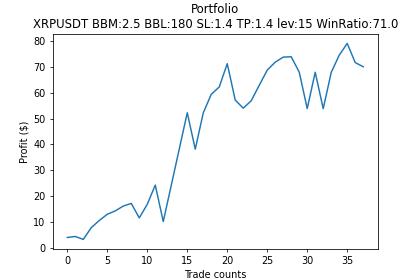 Portfolio
XRPUSDT BBM:2.5 BBL:180 SL:1.4 TP:1.4 lev:15 WinRatio:71.0
80
70
60
50
40
30
20
10
0
Profit ($)
0 5 10 15 20 25 30 35
Trade counts